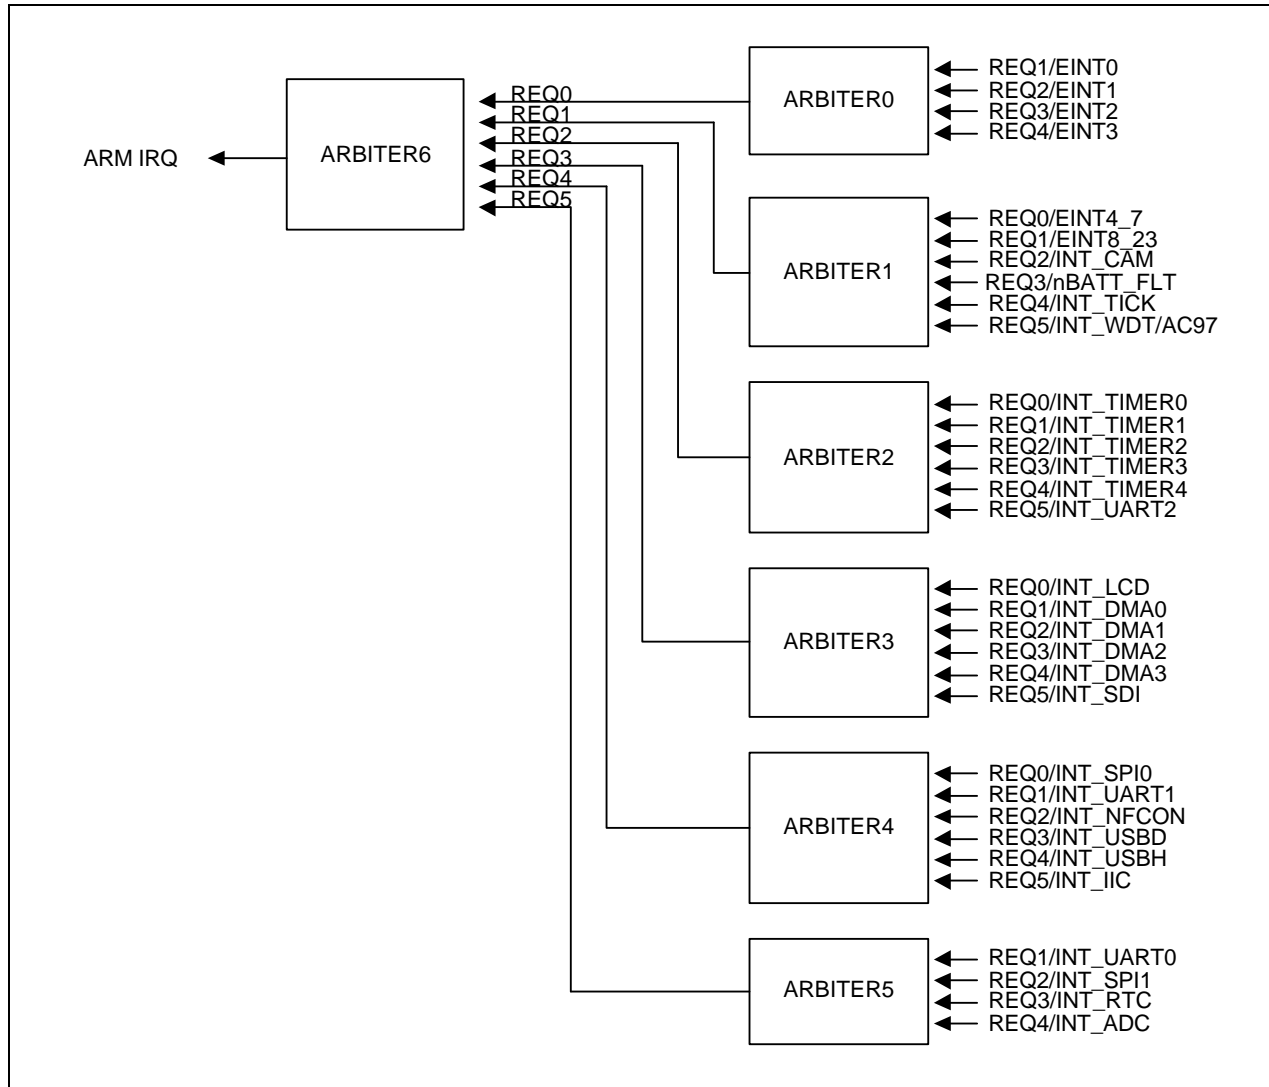 ARM IRQ
ARBITER6
REQ0
REQ1
REQ2
REQ3
REQ4
REQ5
ARBITER0
REQ1/EINT0
REQ2/EINT1
REQ3/EINT2
REQ4/EINT3
ARBITER1
REQ0/EINT4_7
REQ1/EINT8_23
REQ2/INT_CAM
REQ3/nBATT_FLT
REQ4/INT_TICK
REQ5/INT_WDT/AC97
ARBITER2
REQ0/INT_TIMER0
REQ1/INT_TIMER1
REQ2/INT_TIMER2
REQ3/INT_TIMER3
REQ4/INT_TIMER4
REQ5/INT_UART2
ARBITER3
REQ0/INT_LCD
REQ1/INT_DMA0
REQ2/INT_DMA1
REQ3/INT_DMA2
REQ4/INT_DMA3
REQ5/INT_SDI
ARBITER4
REQ0/INT_SPI0
REQ1/INT_UART1
REQ2/INT_NFCON
REQ3/INT_USBD
REQ4/INT_USBH
REQ5/INT_IIC
ARBITER5
REQ1/INT_UART0
REQ2/INT_SPI1
REQ3/INT_RTC
REQ4/INT_ADC